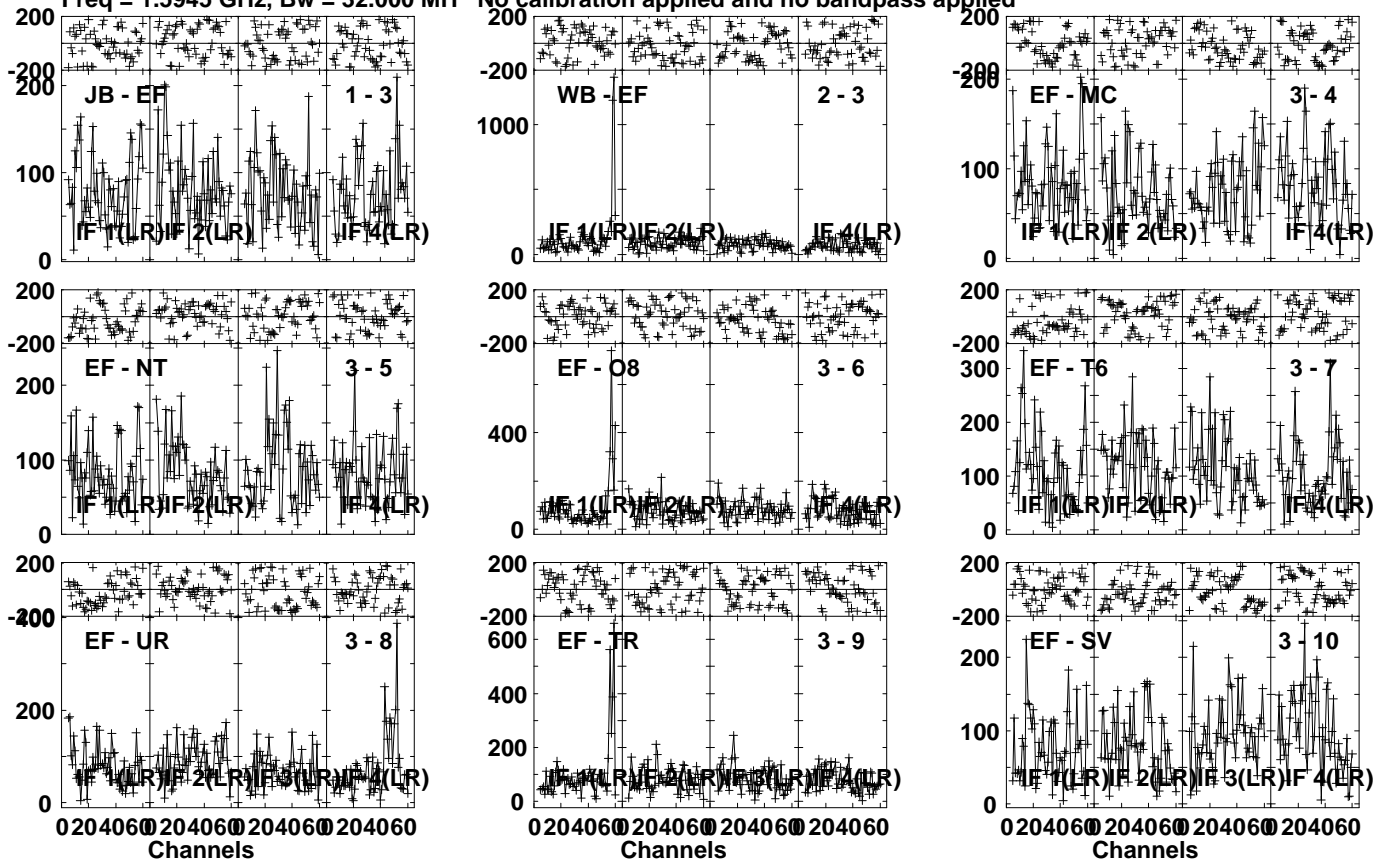 Freq = 1.5945 GHz, Bw = 32.000 MH No calibration applied and no bandpass applied
200
-200
200
100
0
JB - EF
1 - 3
IF 1(LR)
IF 2(LR)
IF 4(LR)
-200
200
1000
0
WB - EF
2 - 3
IF 1(LR)
IF 2(LR)
IF 4(LR)
200
-200
200
100
0
EF - MC
3 - 4
IF 1(LR)
IF 2(LR)
IF 4(LR)
200
-200
200
100
0
EF - NT
3 - 5
IF 1(LR)
IF 2(LR)
IF 4(LR)
200
-200
400
0
EF - O8
3 - 6
IF 1(LR)
IF 2(LR)
IF 4(LR)
200
-200
300
200
100
0
EF - T6
3 - 7
IF 1(LR)
IF 2(LR)
IF 4(LR)
200
-200
400
200
0
EF - UR
3 - 8
IF 1(LR)
IF 2(LR)
IF 3(LR)
IF 4(LR)
200
-200
600
400
200
0
EF - TR
3 - 9
IF 1(LR)
IF 2(LR)
IF 3(LR)
IF 4(LR)
200
-200
200
100
0
EF - SV
3 - 10
IF 1(LR)
IF 2(LR)
IF 3(LR)
IF 4(LR)
0 20 40 60 0 20 40 60 0 20 40 60 0 20 40 60
Channels
0 20 40 60 0 20 40 60 0 20 40 60 0 20 40 60
Channels
0 20 40 60 0 20 40 60 0 20 40 60 0 20 40 60
Channels